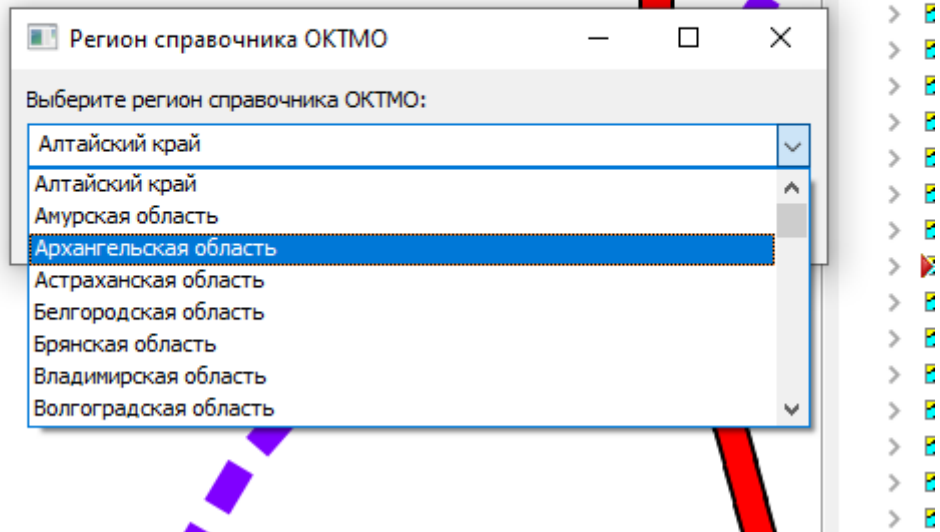 Регион справочника ОКТМО
Выберите регион справочника ОКТМО:
Алтайский край
Алтайский край
Амурская область
Архангельская область
Астраханская область
Белгородская область
Брянская область
Владимирская область
Волгоградская область